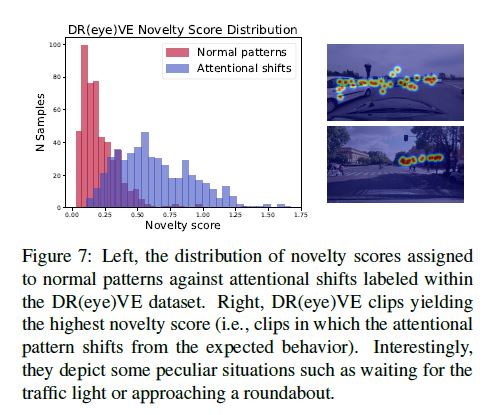 DR(eye)VE Novelty Score Distribution
100
80
60
40
20
0
N Samples
Normal patterns
Attentional shifts
0.00 0.25 0.50 0.75 1.00 1.25 1.50 1.75
Novelty score
Figure 7: Left, the distribution of novelty scores assigned
to normal patterns against attentional shifts labeled within
the DR(eye)VE dataset. Right, DR(eye)VE clips yielding
the highest novelty score (i.e., clips in which the attentional
pattern shifts from the expected behavior). Interestingly,
they depict some peculiar situations such as waiting for the
traffic light or approaching a roundabout.